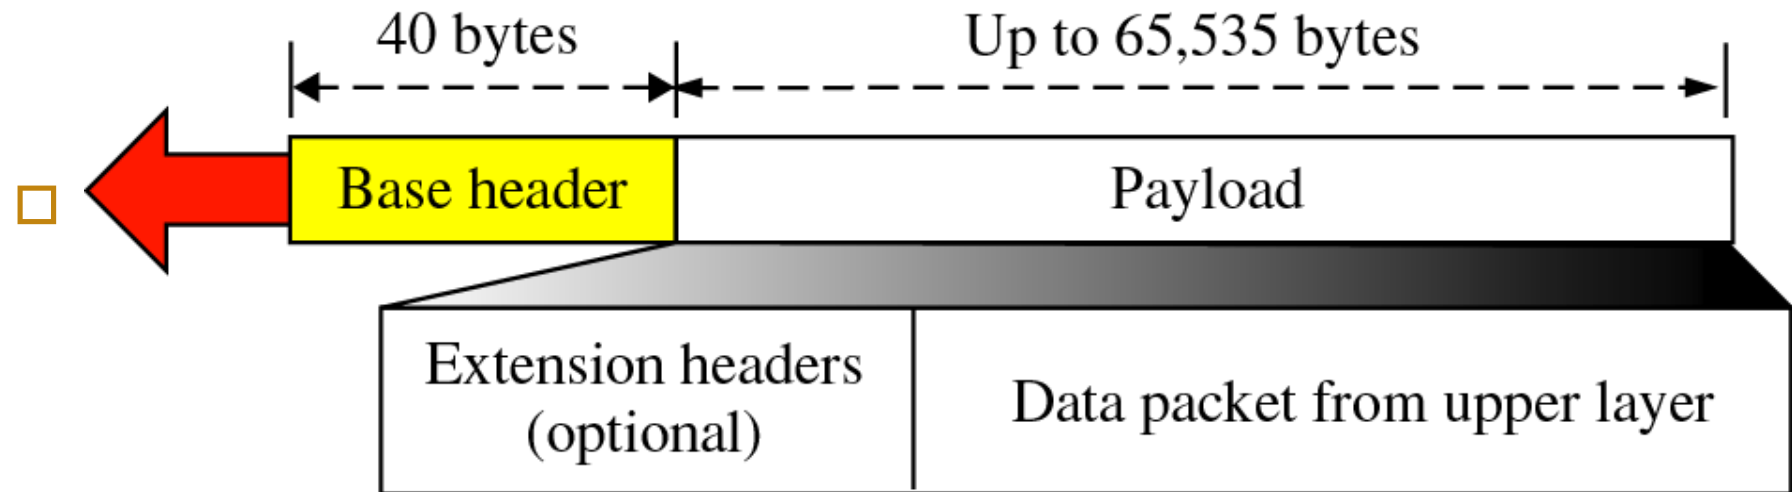 40 bytes
Up to 65,535 bytes
Base header
Payload
Extension headers
(optional)
Data packet from upper layer